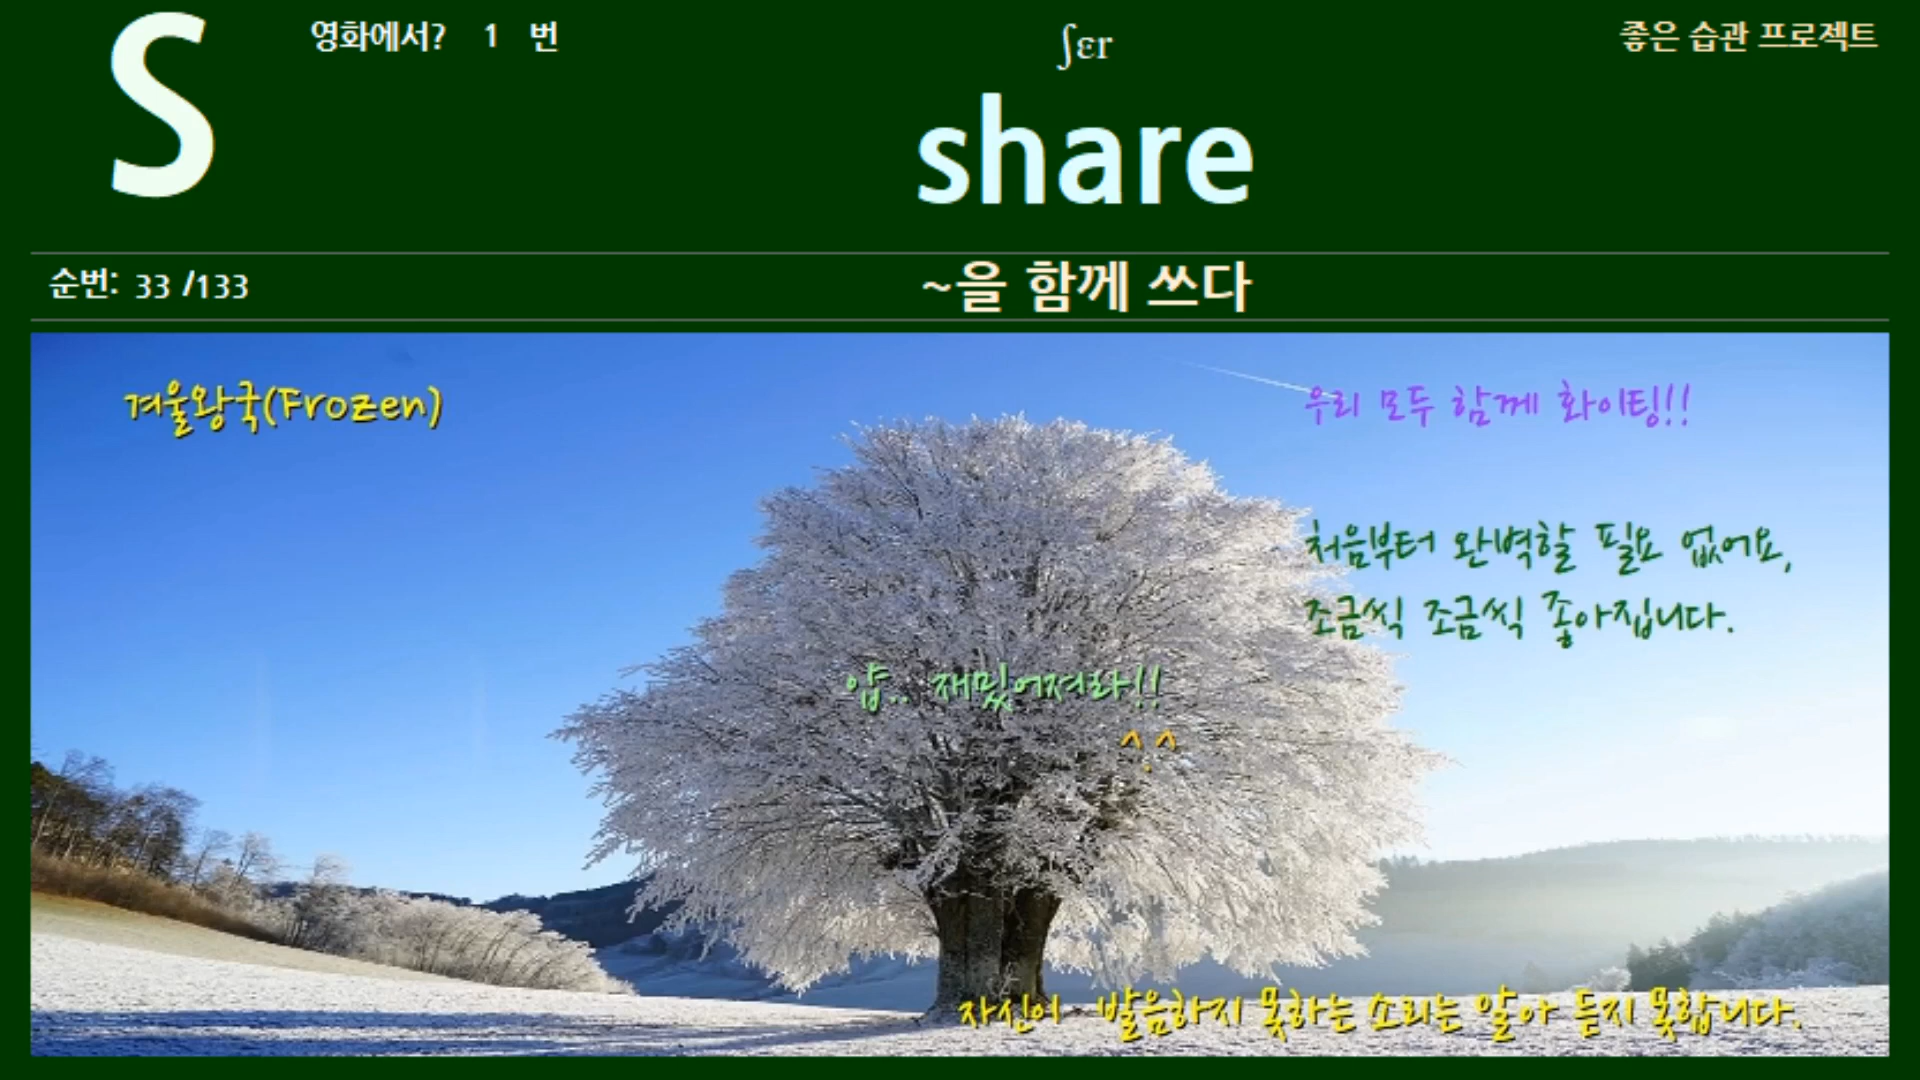 S
영화에서? 1 번
ʃɛr
좋은 습관 프로젝트
share
순번: 33 /133
~을 함께 쓰다
겨울왕국(Frozen)
우리 모두 함께 화이팅!!
처음부터 완벽할 필요 없어요,
조금씩 조금씩 좋아집니다.
얍.. 재밌어져라!!
^.^
자신이 발음하지 못하는 소리는 알아 듣지 못합니다.